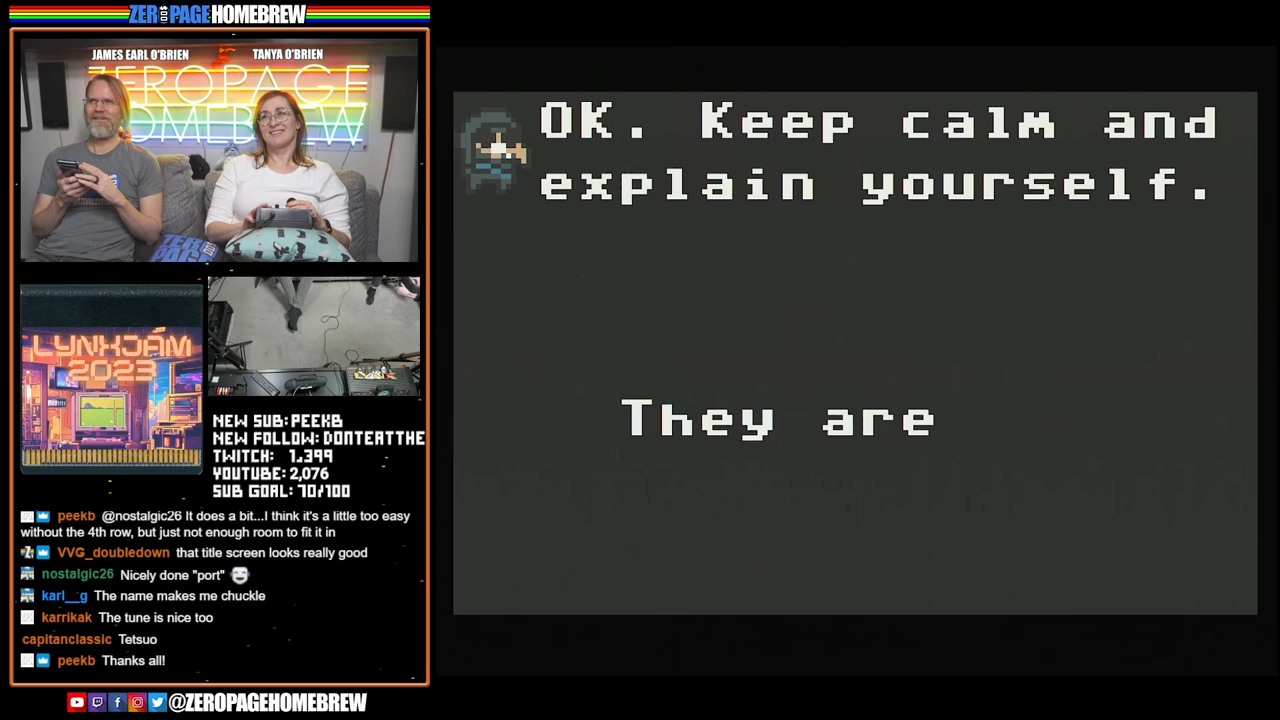 ZEROPAGE HOMEBREW
JAMES EARL O'BRIEN
TANYA O'BRIEN
ZEROPAGE
HOMEBREW
ZERO
PAGE
LYNXJAM
2023
NEW SUB: PEEKB
NEW FOLLOW: DONTEATTHE
TWITCH: 1,399
YOUTUBE: 2,076
SUB GOAL: 70/100
peekb @nostalgic26 It does a bit...I think it's a little too easy
without the 4th row, but just not enough room to fit it in
VVG_doubledown that title screen looks really good
nostalgic26 Nicely done "port"
karl__g The name makes me chuckle
karrikak The tune is nice too
capitanclassic Tetsuo
peekb Thanks all!
@ZEROPAGEHOMEBREW
OK. Keep calm and
explain yourself.
They are